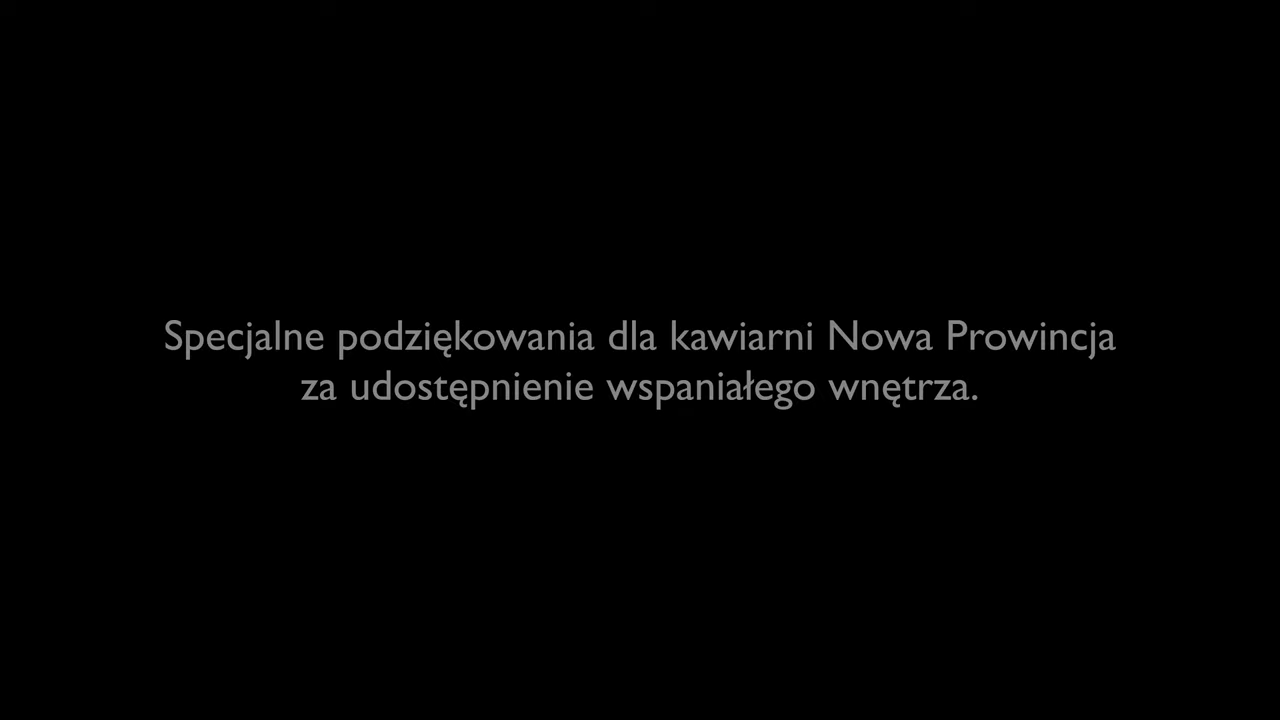 Specjalne podziękowania dla kawiarni Nowa Prowincja
za udostępnienie wspaniałego wnętrza.